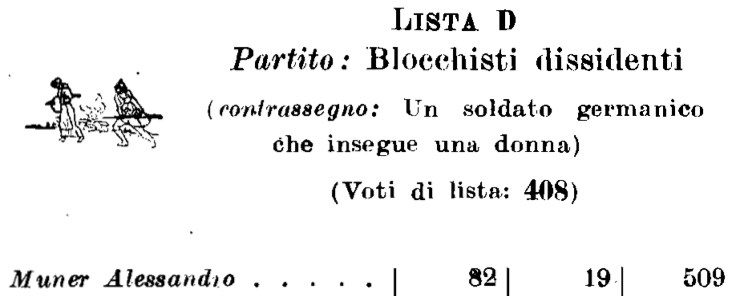 LISTA D
Partito: Blocchisti dissidenti
(contrassegno: Un soldato germanico
che insegue una donna)
(Voti di lista: 408)
Muner Alessandro . . . . . | 82 | 19 | 509